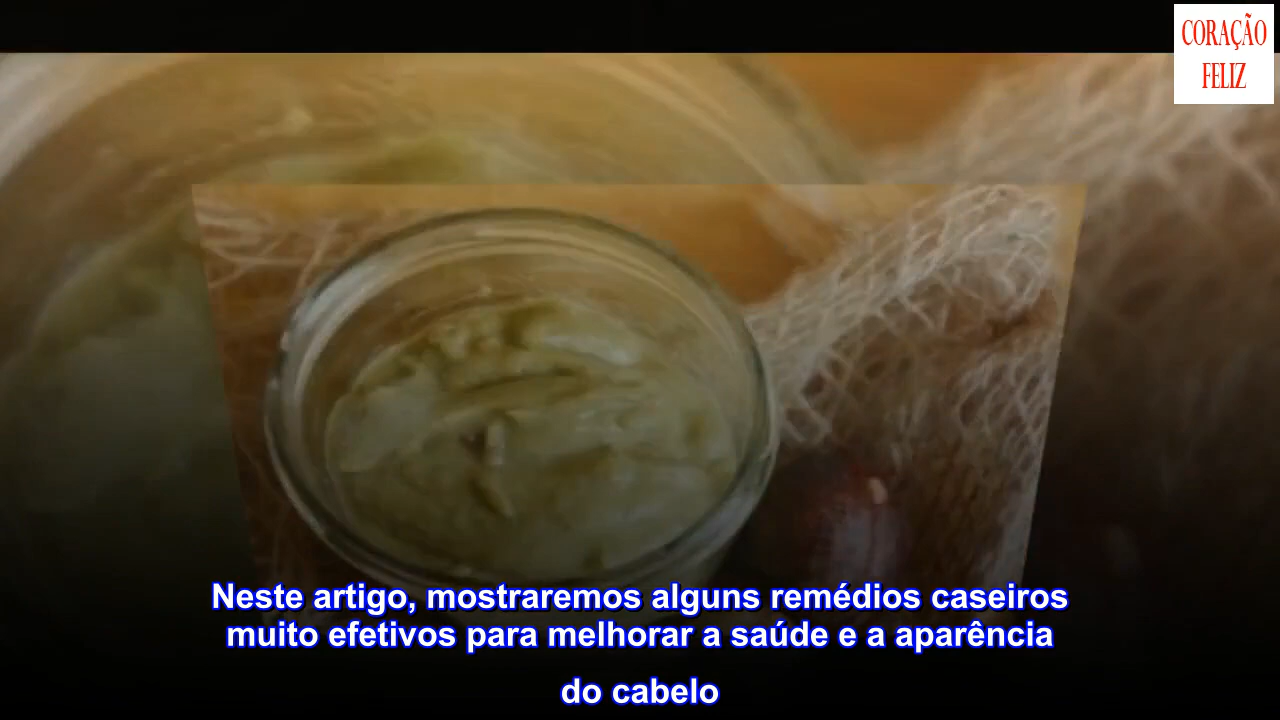 CORAÇÃO
FELIZ
Neste artigo, mostraremos alguns remédios caseiros
muito efetivos para melhorar a saúde e a aparência
do cabelo